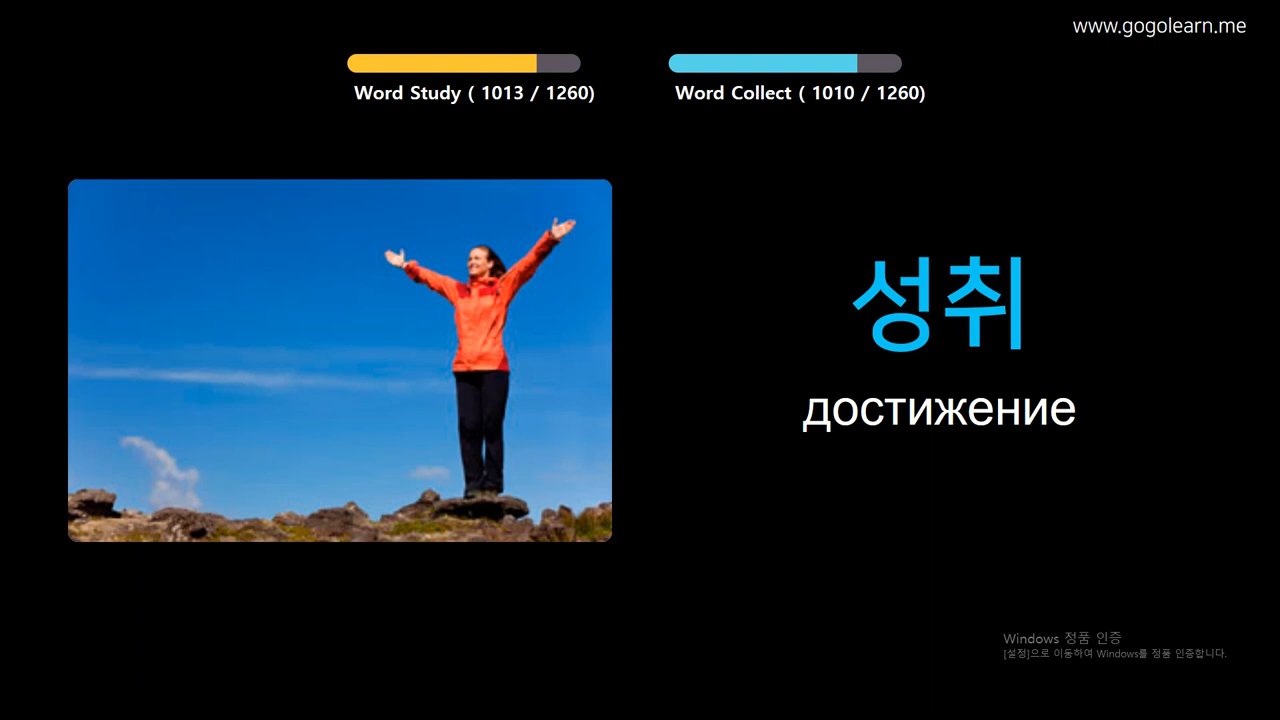 www.gogolearn.me
Word Study ( 1013 / 1260)
Word Collect ( 1010 / 1260)
성취
достижение
Windows 정품 인증
[설정]으로 이동하여 Windows를 정품 인증합니다.